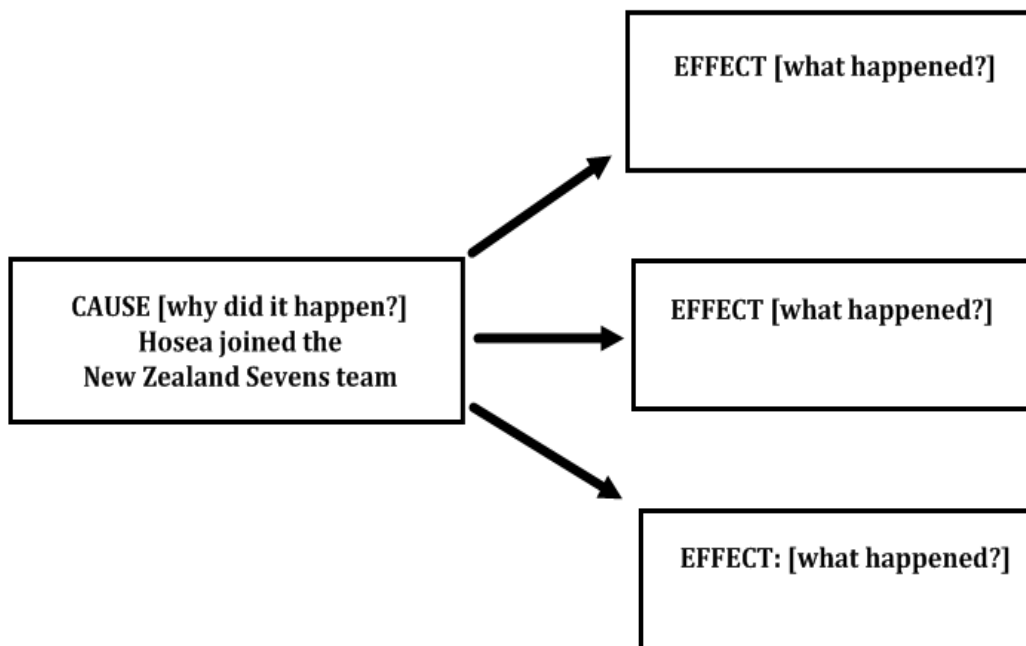 EFFECT [what happened?]
CAUSE [why did it happen?]
Hosea joined the
New Zealand Sevens team
EFFECT [what happened?]
EFFECT: [what happened?]